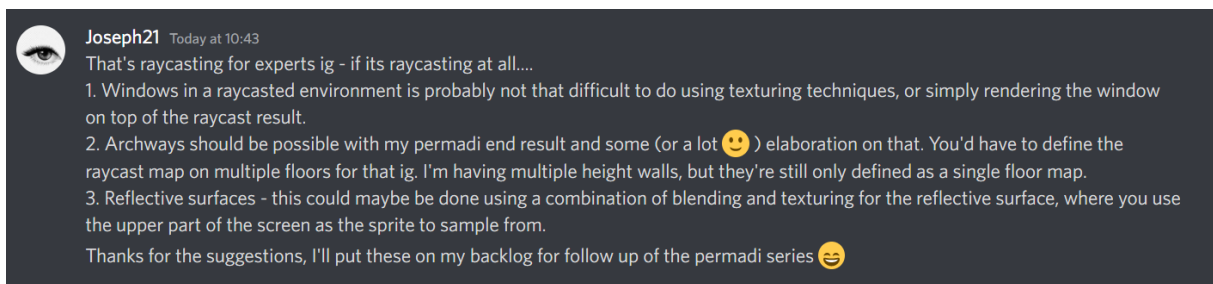 Joseph21 Today at 10:43
That's raycasting for experts ig - if its raycasting at all....
1. Windows in a raycasted environment is probably not that difficult to do using texturing techniques, or simply rendering the window
on top of the raycast result.
2. Archways should be possible with my permadi end result and some (or a lot 🙂 ) elaboration on that. You'd have to define the
raycast map on multiple floors for that ig. I'm having multiple height walls, but they're still only defined as a single floor map.
3. Reflective surfaces - this could maybe be done using a combination of blending and texturing for the reflective surface, where you use
the upper part of the screen as the sprite to sample from.
Thanks for the suggestions, I'll put these on my backlog for follow up of the permadi series 😄